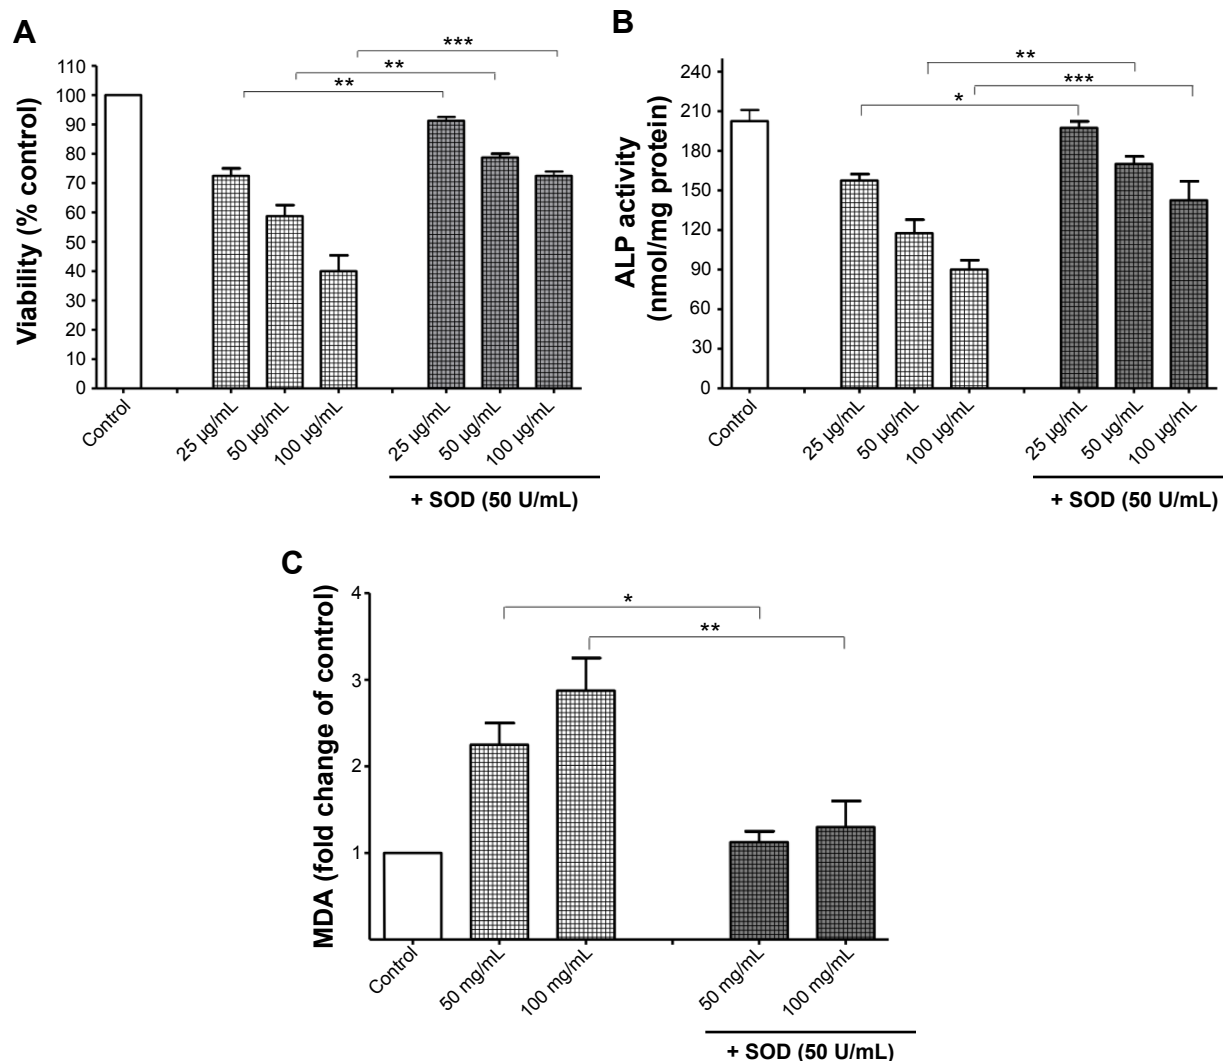 A
Viability (% control)
110
100
90
80
70
60
50
40
30
20
10
0
***
**
**
Control
25 µg/mL
50 µg/mL
100 µg/mL
25 µg/mL
50 µg/mL
100 µg/mL
+ SOD (50 U/mL)
B
ALP activity
(nmol/mg protein)
240
210
180
150
120
90
60
30
0
**
***
*
Control
25 µg/mL
50 µg/mL
100 µg/mL
25 µg/mL
50 µg/mL
100 µg/mL
+ SOD (50 U/mL)
C
MDA (fold change of control)
4
3
2
1
*
**
Control
50 mg/mL
100 mg/mL
50 mg/mL
100 mg/mL
+ SOD (50 U/mL)